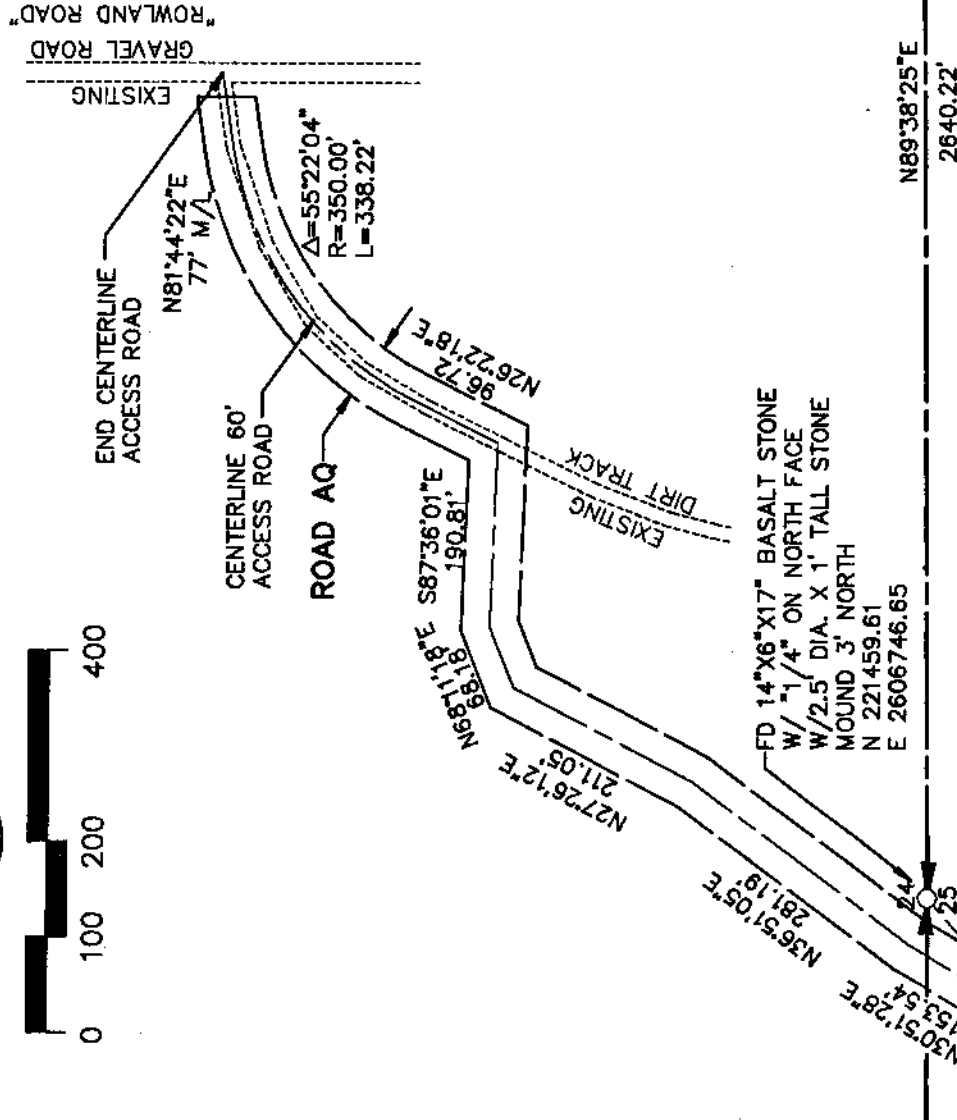 "ROWLAND ROAD"
GRAVEL ROAD
EXISTING
END CENTERLINE
ACCESS ROAD
N81°44'22"E
77' M/L
Δ=55°22'04"
R=350.00'
L=338.22'
CENTERLINE 60'
ACCESS ROAD
ROAD AQ
N26°22'18"E
96.72
S87°36'01"E
190.81'
N68°11'18"E
68.18'
EXISTING
DIRT TRACK
N27°26'12"E
211.05'
N36°51'05"E
281.19'
N30°51'28"E
153.54'
FD 14"X6"X17" BASALT STONE
W/ "1/4" ON NORTH FACE
W/2.5' DIA. X 1' TALL STONE
MOUND 3' NORTH
N 221459.61
E 2606746.65
24
25
N89°38'25"E
2640.22'
0 100 200 400